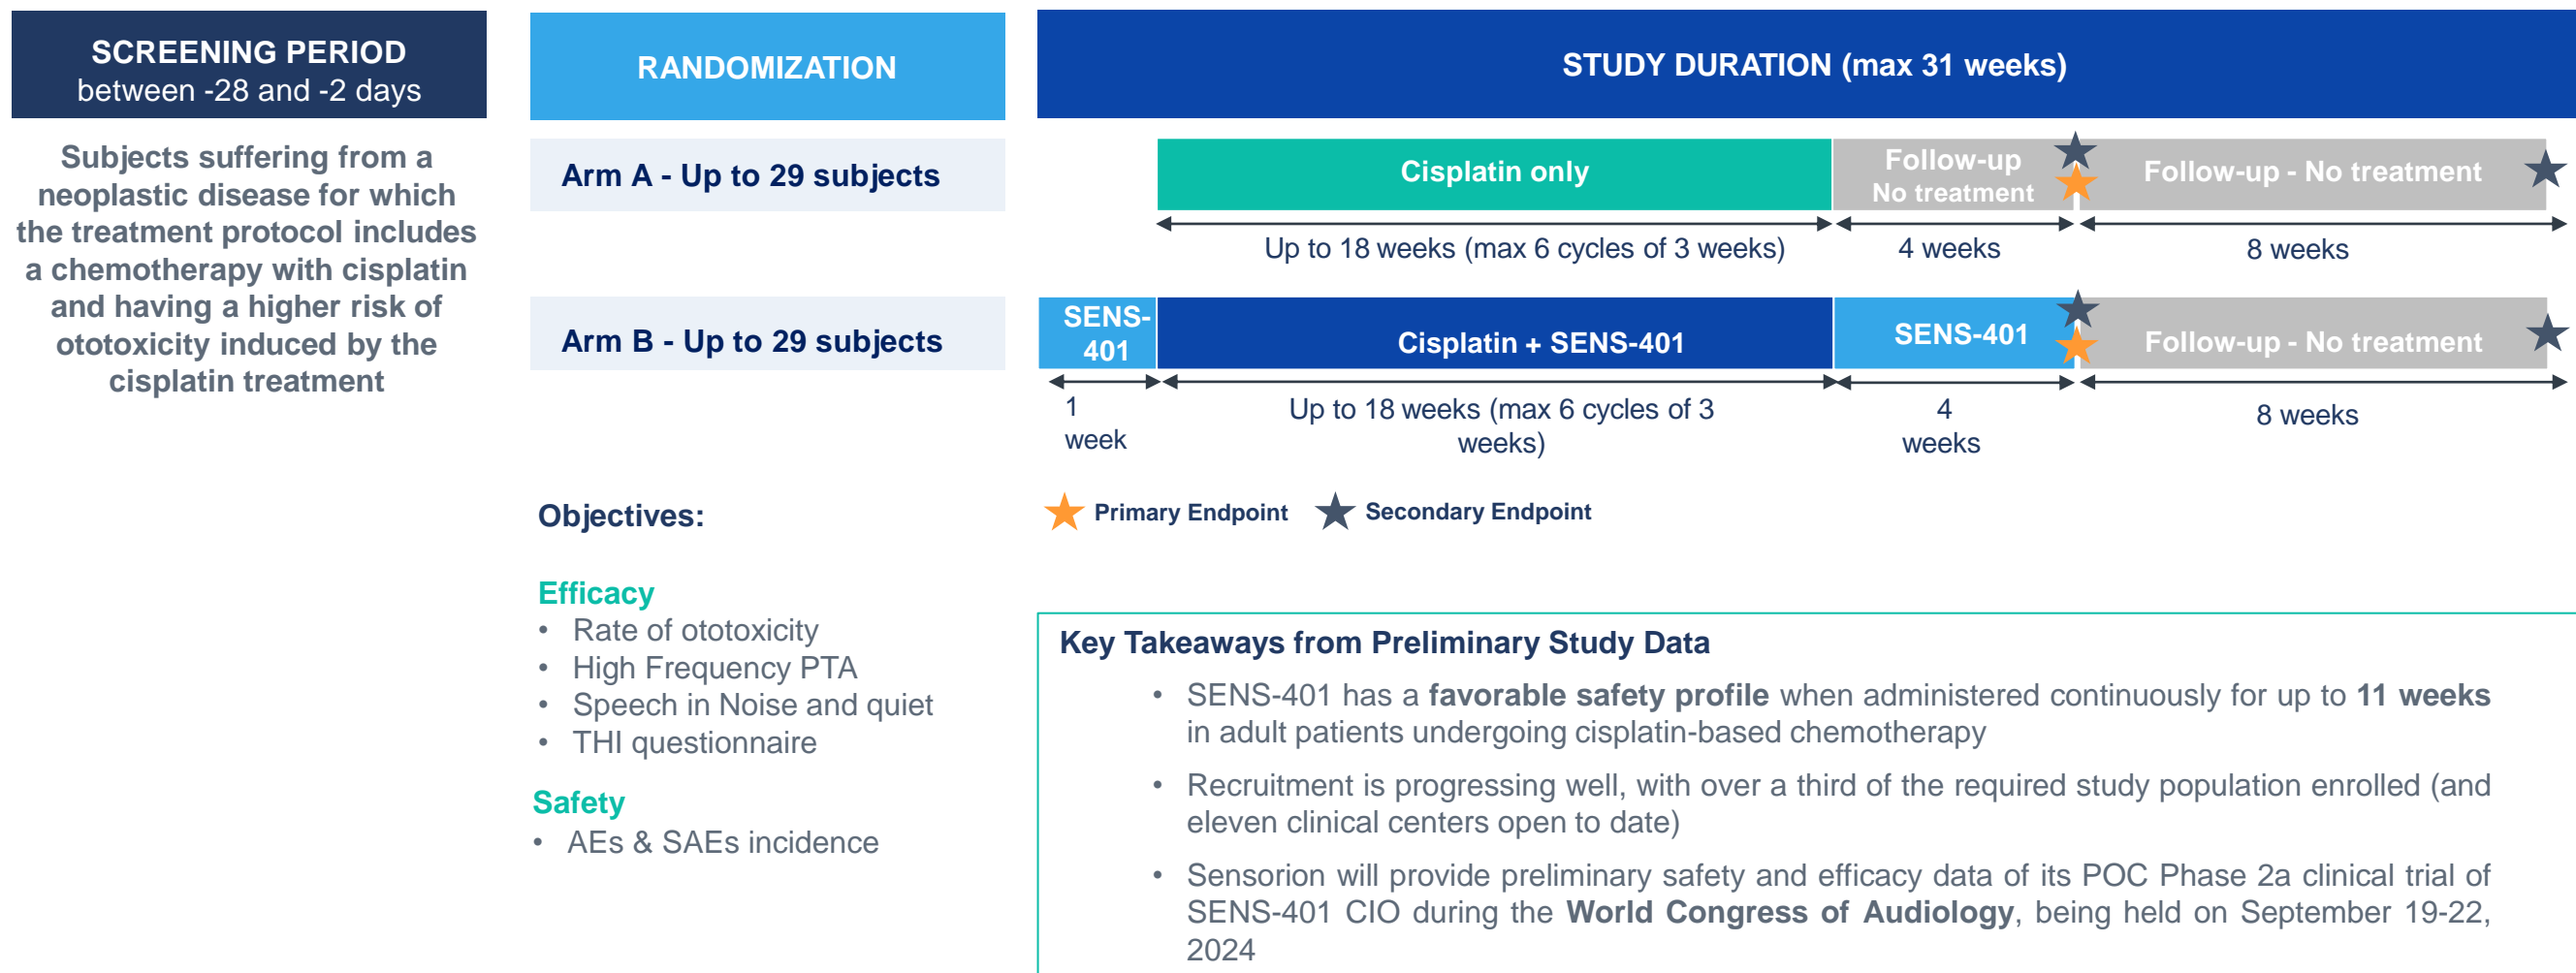 SCREENING PERIOD
between -28 and -2 days
Subjects suffering from a
neoplastic disease for which
the treatment protocol includes
a chemotherapy with cisplatin
and having a higher risk of
ototoxicity induced by the
cisplatin treatment
RANDOMIZATION
Arm A - Up to 29 subjects
Arm B - Up to 29 subjects
STUDY DURATION (max 31 weeks)
Cisplatin only
Follow-up
No treatment
Follow-up - No treatment
Up to 18 weeks (max 6 cycles of 3 weeks)
4 weeks
8 weeks
SENS-
401
Cisplatin + SENS-401
SENS-401
Follow-up - No treatment
1
week
Up to 18 weeks (max 6 cycles of 3
weeks)
4
weeks
8 weeks
Primary Endpoint
Secondary Endpoint
Objectives:
Efficacy
• Rate of ototoxicity
• High Frequency PTA
• Speech in Noise and quiet
• THI questionnaire
Safety
• AEs & SAEs incidence
Key Takeaways from Preliminary Study Data
• SENS-401 has a favorable safety profile when administered continuously for up to 11 weeks
in adult patients undergoing cisplatin-based chemotherapy
• Recruitment is progressing well, with over a third of the required study population enrolled (and
eleven clinical centers open to date)
• Sensorion will provide preliminary safety and efficacy data of its POC Phase 2a clinical trial of
SENS-401 CIO during the World Congress of Audiology, being held on September 19-22,
2024